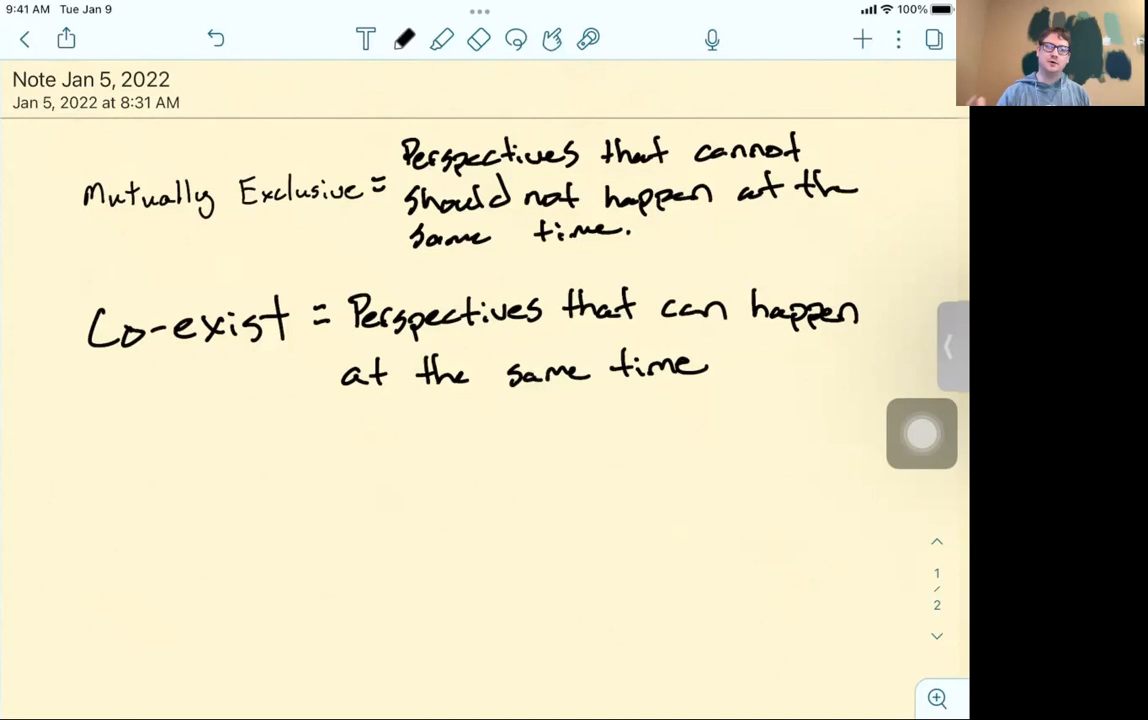 9:41 AM Tue Jan 9
100%
Note Jan 5, 2022
Jan 5, 2022 at 8:31 AM
Perspectives that cannot
Mutually Exclusive = should not happen at the
same time.
Co-exist = Perspectives that can happen
at the same time
1
/
2